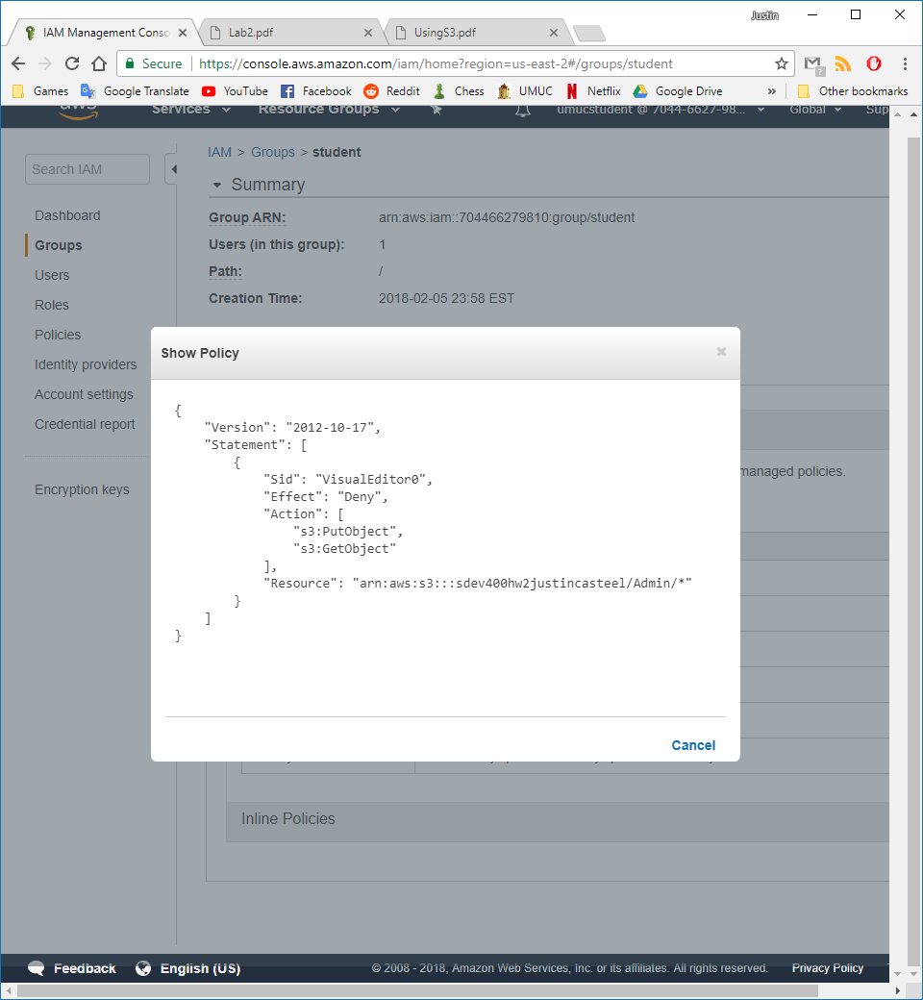 Justin
IAM Management Consc
Lab2.pdf
UsingS3.pdf
Secure
https://console.aws.amazon.com/iam/home?region=us-east-2#/groups/student
?
Games
Google Translate
YouTube
Facebook
Reddit
Chess
UMUC
Netflix
Google Drive
»
Other bookmarks
aws
Services
Resource Groups
umucstudent @ 7044-6627-98...
Global
Sup
Search IAM
IAM > Groups > student
Summary
Dashboard
Group ARN: arn:aws:iam::704466279810:group/student
Groups
Users (in this group): 1
Users
Path: /
Roles
Creation Time: 2018-02-05 23:58 EST
Policies
Identity providers
Account settings
Credential report
Encryption keys
Show Policy
{
"Version": "2012-10-17",
"Statement": [
{
"Sid": "VisualEditor0",
"Effect": "Deny",
"Action": [
"s3:PutObject",
"s3:GetObject"
],
"Resource": "arn:aws:s3:::sdev400hw2justincasteel/Admin/*"
}
]
}
managed policies.
Cancel
Inline Policies
Feedback
English (US)
© 2008 - 2018, Amazon Web Services, Inc. or its affiliates. All rights reserved.
Privacy Policy